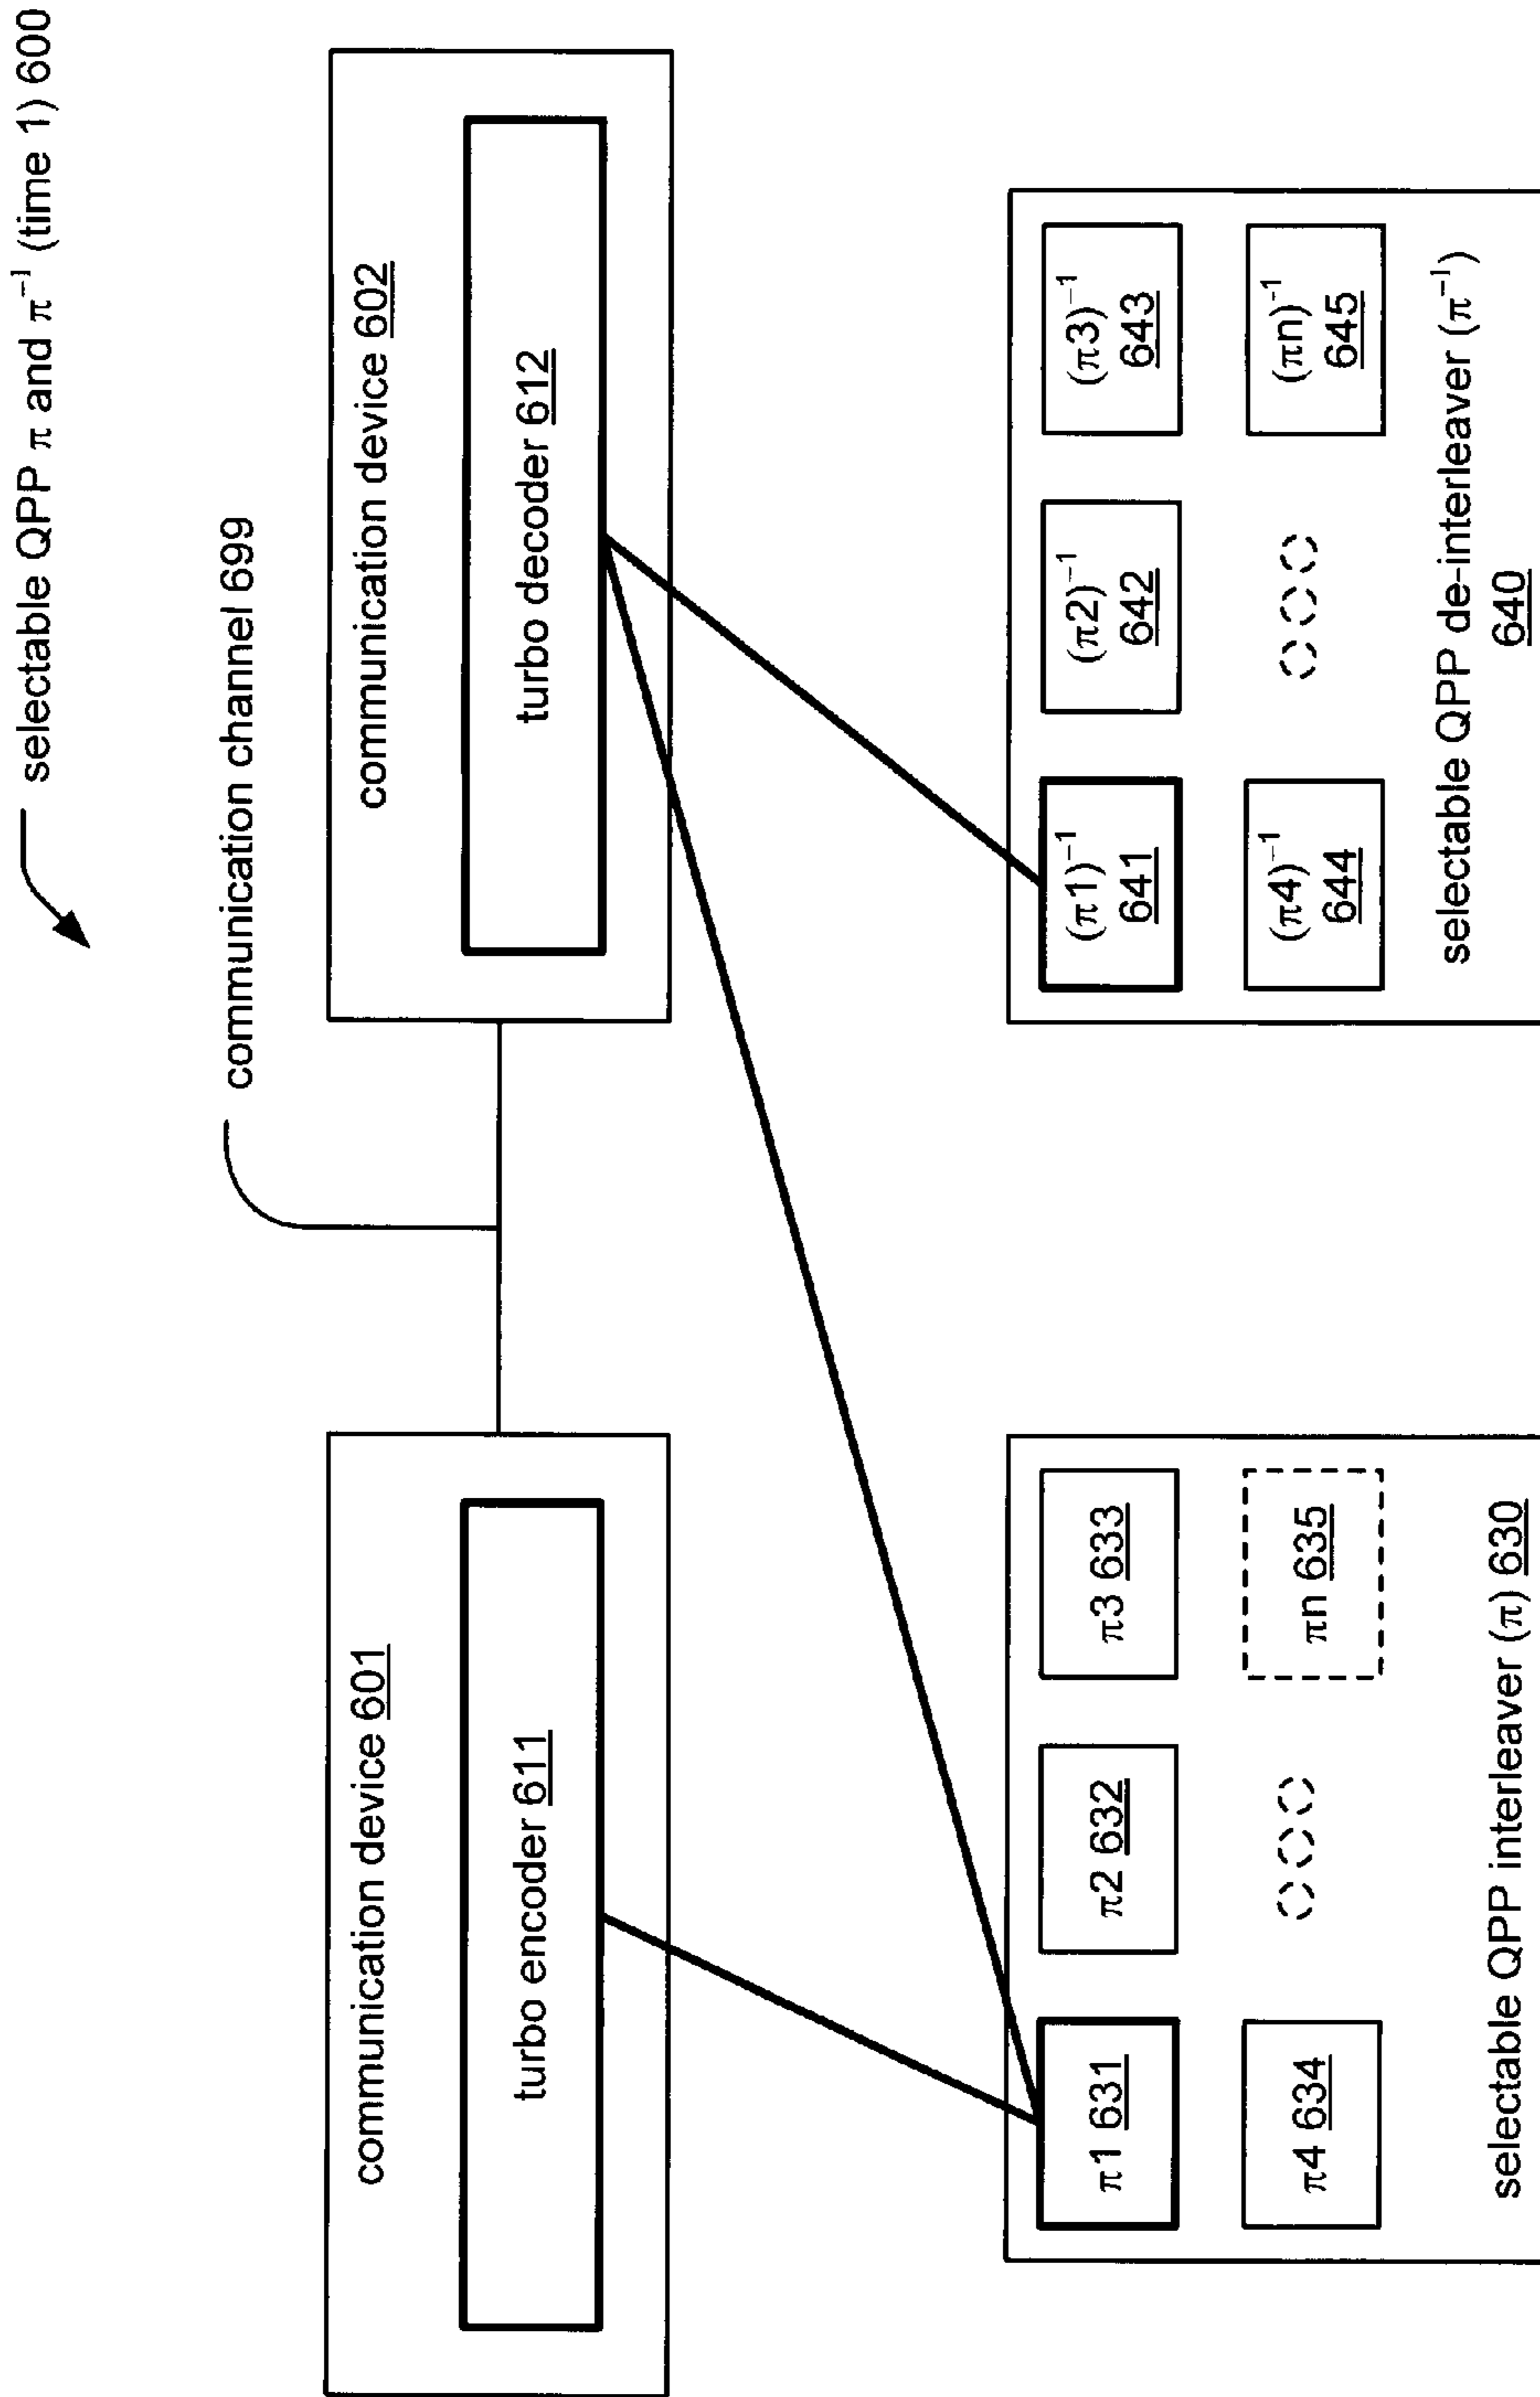 selectable QPP π and π⁻¹ (time 1) 600
communication channel 699
communication device 601
turbo encoder 611
communication device 602
turbo decoder 612
π1 631
π2 632
π3 633
π4 634
πn 635
selectable QPP interleaver (π) 630
(π1)⁻¹
641
(π2)⁻¹
642
(π3)⁻¹
643
(π4)⁻¹
644
(πn)⁻¹
645
selectable QPP de-interleaver (π⁻¹)
640